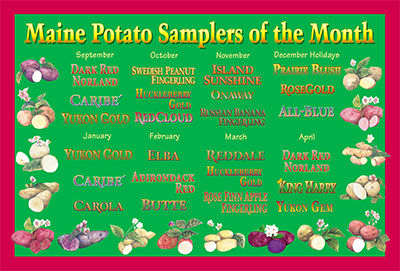 Maine Potato Samplers of the Month
September October November December Holidays
Dark Red Norland
Swedish Peanut Fingerling
Island Sunshine
Prairie Blush
Caribe´
Huckleberry Gold
Onaway
RoseGold
Yukon Gold
RedCloud
Russian Banana Fingerling
All-Blue
January February March April
Yukon Gold
Elba
Reddale
Dark Red Norland
Caribe´
Adirondack Red
Huckleberry Gold
King Harry
Carola
Butte
Rose Finn Apple Fingerling
Yukon Gem